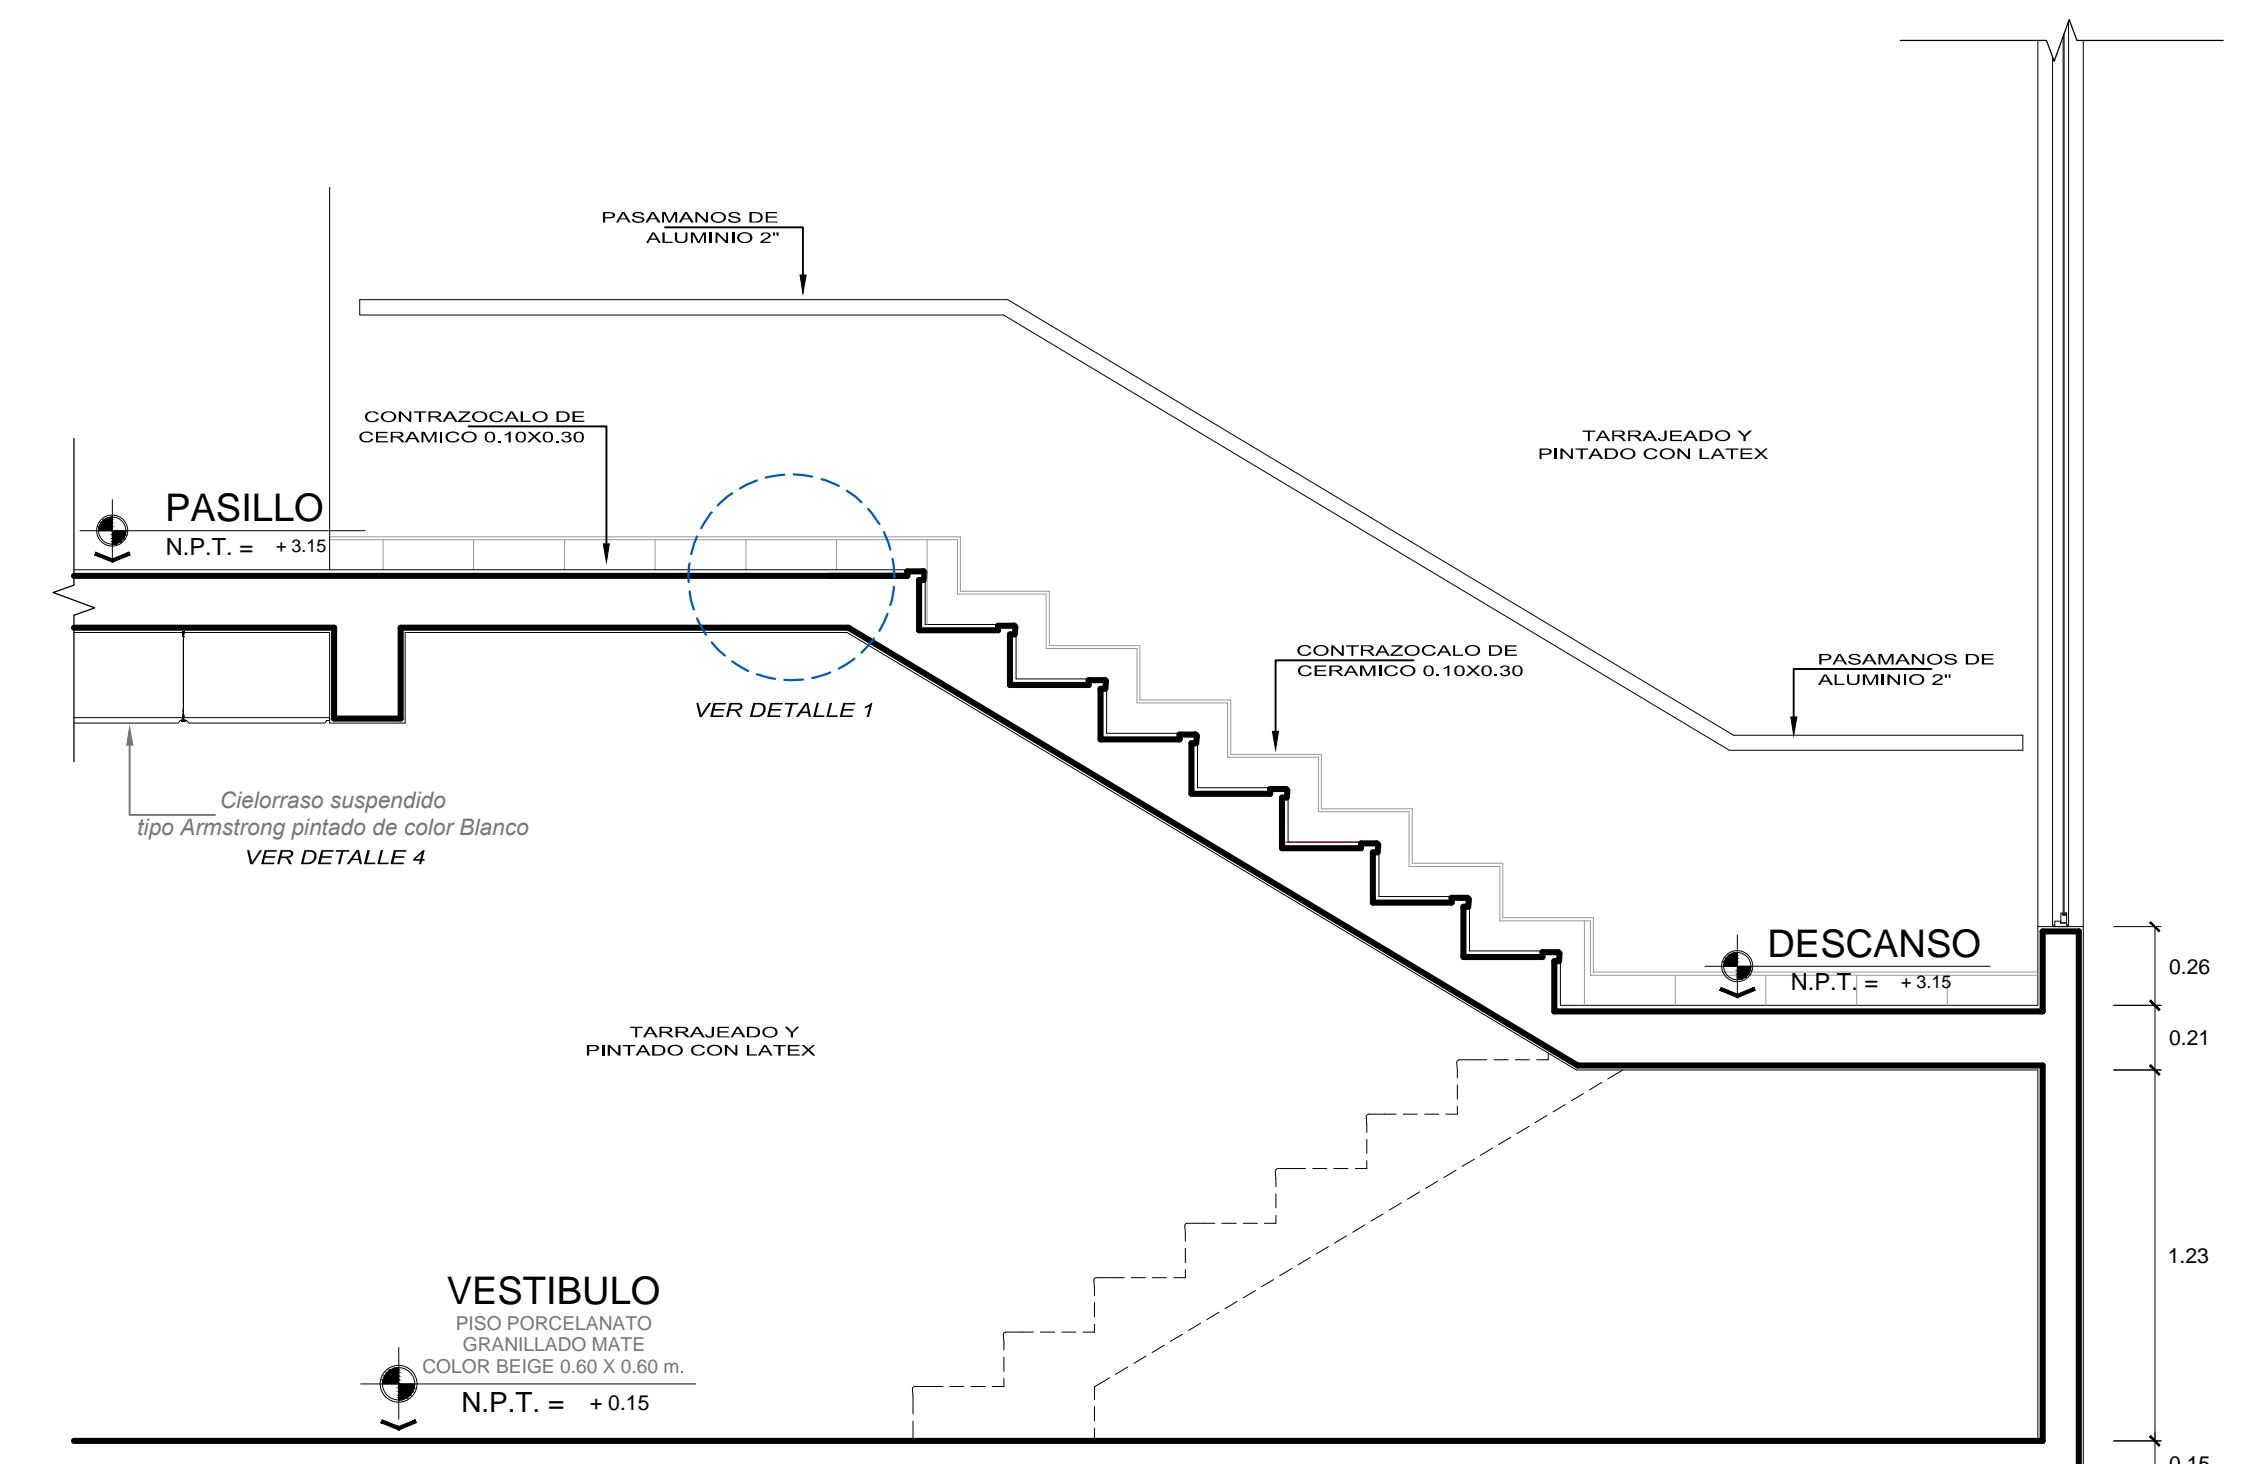 PASAMANOS DE
ALUMINIO 2"
CONTRAZOCALO DE
CERAMICO 0.10X0.30
TARRAJEADO Y
PINTADO CON LATEX
PASILLO
N.P.T. = + 3.15
CONTRAZOCALO DE
CERAMICO 0.10X0.30
PASAMANOS DE
ALUMINIO 2"
VER DETALLE 1
Cielorraso suspendido
tipo Armstrong pintado de color Blanco
VER DETALLE 4
DESCANSO
N.P.T. = + 3.15
0.26
0.21
TARRAJEADO Y
PINTADO CON LATEX
1.23
VESTIBULO
PISO PORCELANATO
GRANILLADO MATE
COLOR BEIGE 0.60 X 0.60 m.
N.P.T. = + 0.15
0.15